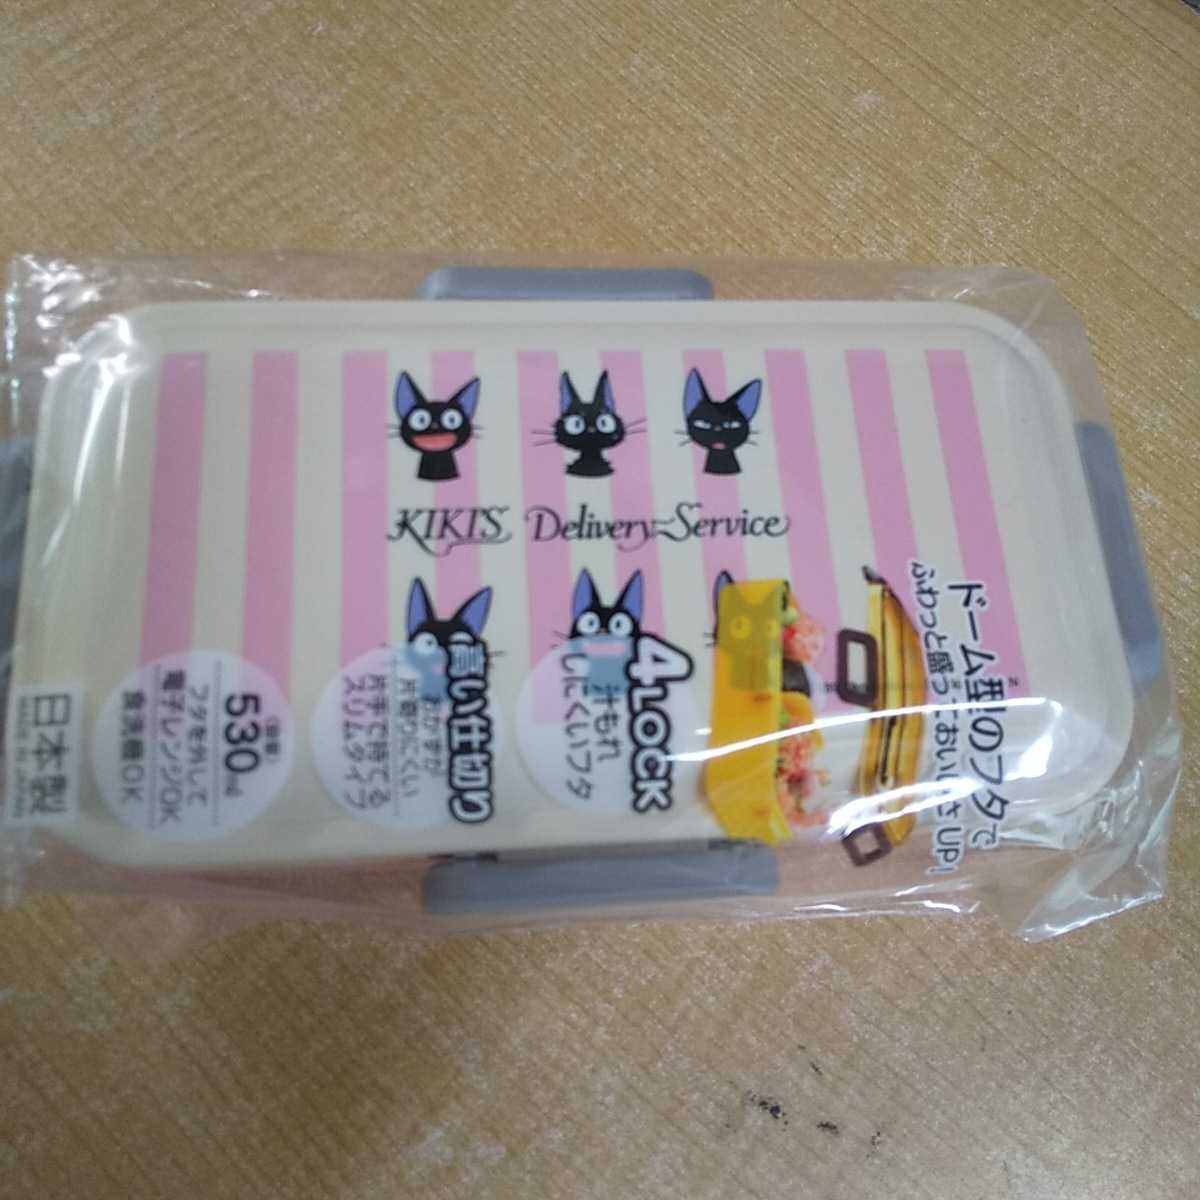 KIKI'S Delivery Service
ドーム型のフタで
ふわっと盛っておいしさUP!
4LOCK
汁もれ
しにくいフタ
高い仕切り
おかずが
片寄りにくい
片手で持てる
スリムタイプ
530ml
フタを外して
電子レンジOK
食洗機OK
日本製
MADE IN JAPAN